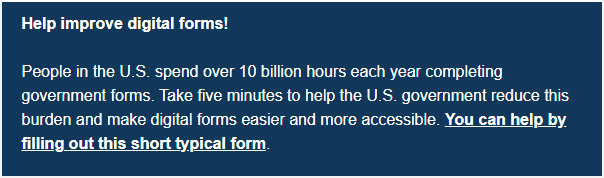 Help improve digital forms!
People in the U.S. spend over 10 billion hours each year completing
government forms. Take five minutes to help the U.S. government reduce this
burden and make digital forms easier and more accessible. You can help by
filling out this short typical form.